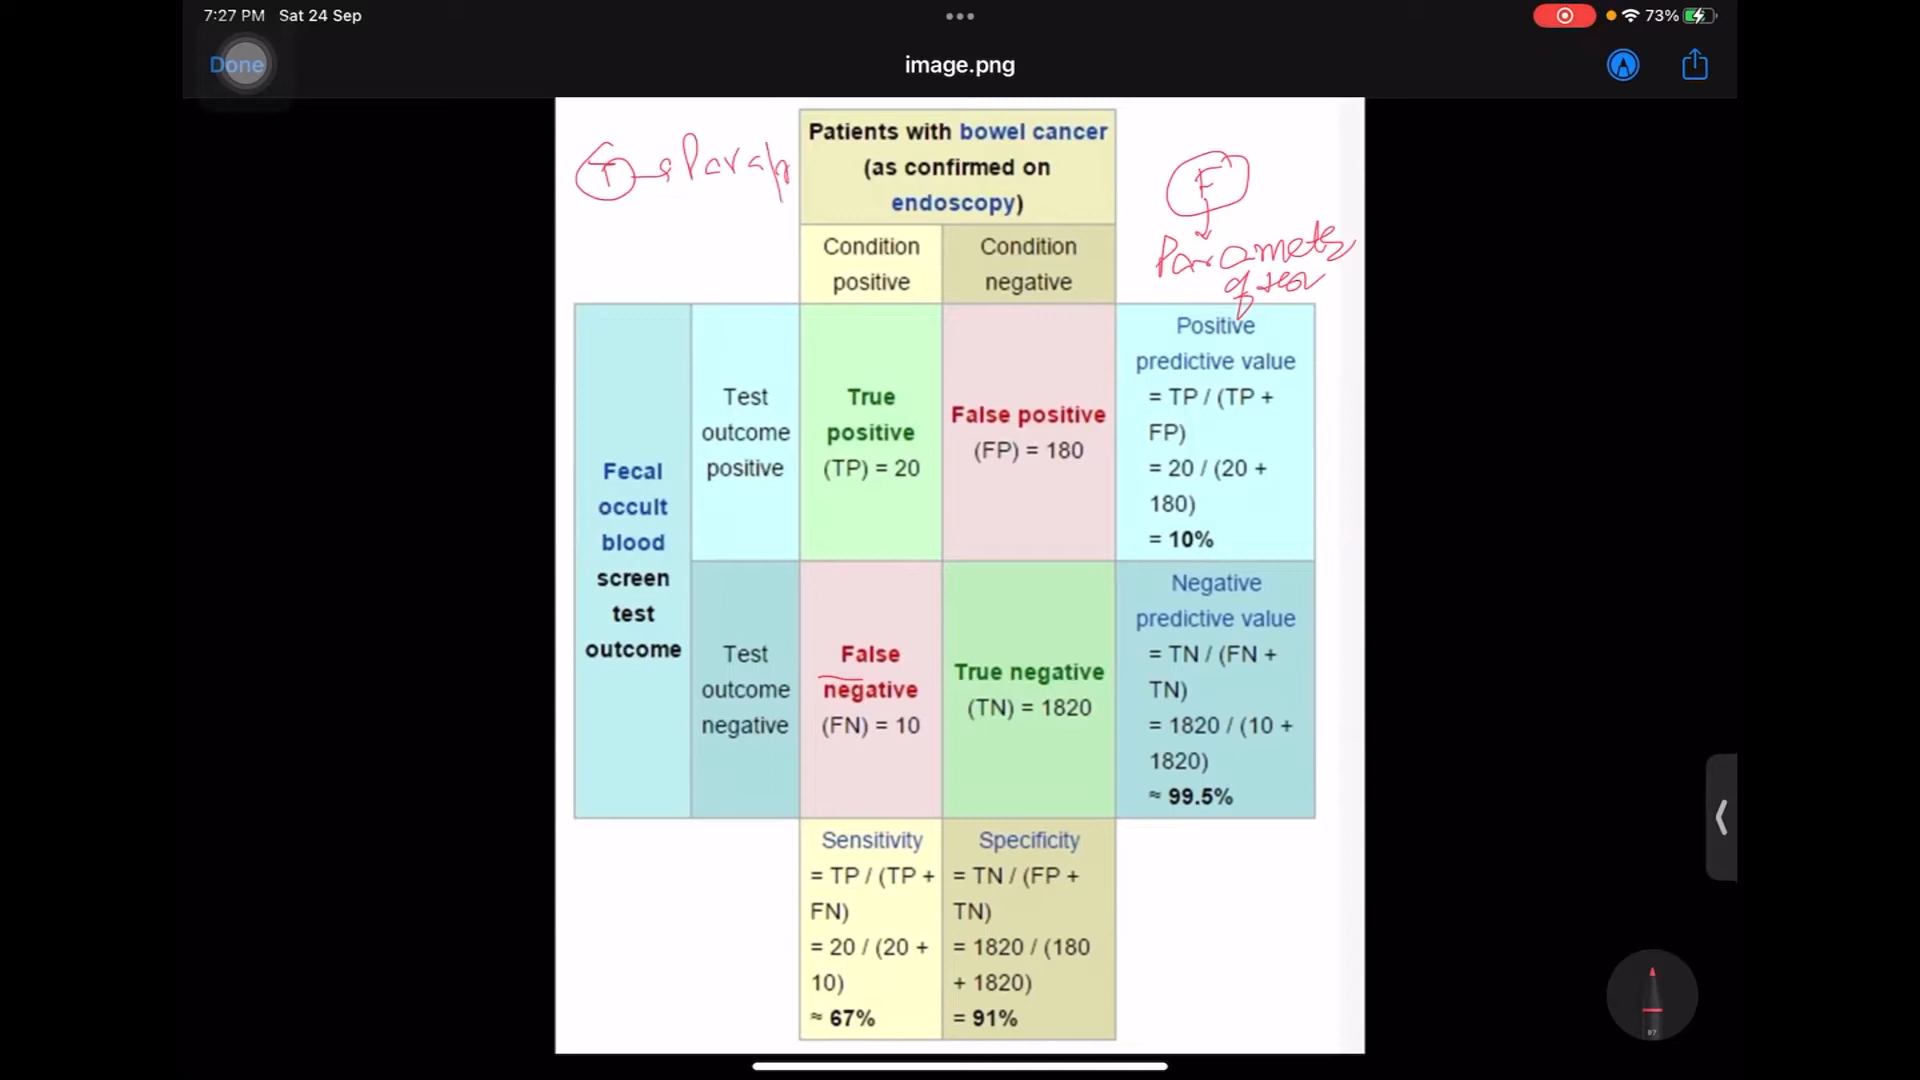 7:27 PM Sat 24 Sep
73%
Done
image.png
T
F
Patients with bowel cancer
(as confirmed on
endoscopy)
Condition
positive
Condition
negative
Fecal
occult
blood
screen
test
outcome
Test
outcome
positive
True
positive
(TP) = 20
False positive
(FP) = 180
Positive
predictive value
= TP / (TP +
FP)
= 20 / (20 +
180)
= 10%
Test
outcome
negative
False
negative
(FN) = 10
True negative
(TN) = 1820
Negative
predictive value
= TN / (FN +
TN)
= 1820 / (10 +
1820)
≈ 99.5%
Sensitivity
= TP / (TP +
FN)
= 20 / (20 +
10)
≈ 67%
Specificity
= TN / (FP +
TN)
= 1820 / (180
+ 1820)
= 91%
97